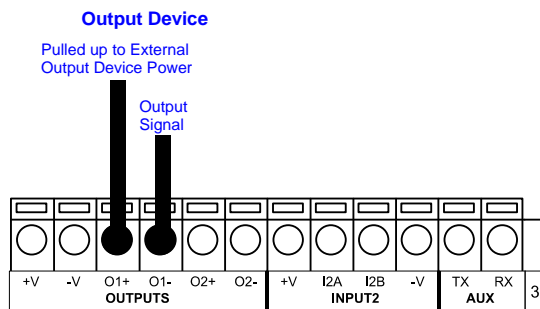 Output Device
Pulled up to External
Output Device Power
Output
Signal
+V -V O1+ O1- O2+ O2- +V I2A I2B -V TX RX
OUTPUTS INPUT2 AUX 3